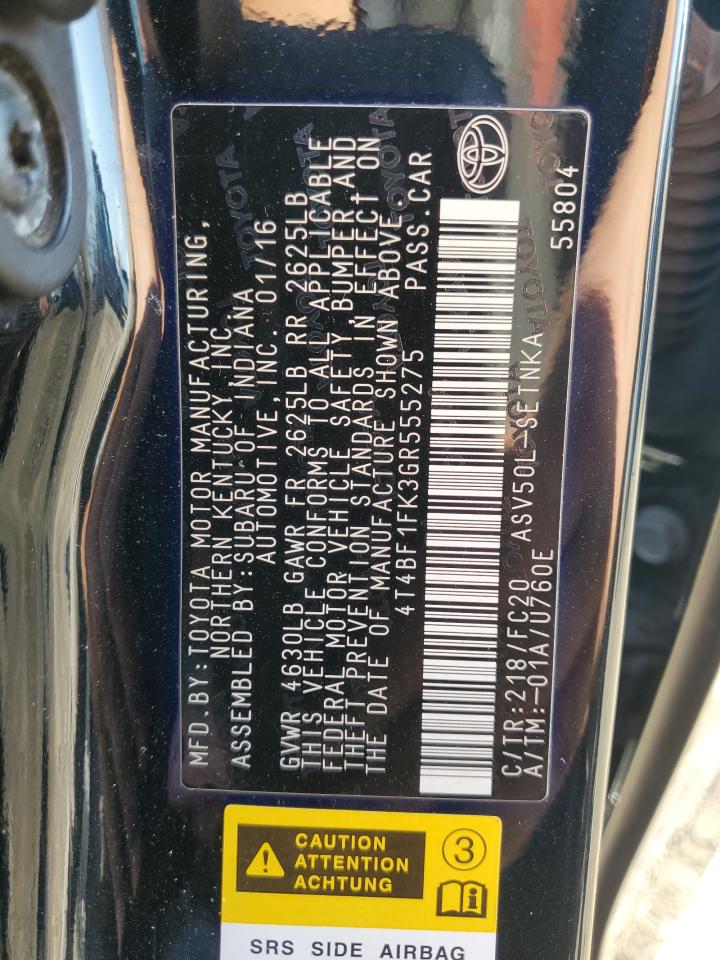 MFD.BY:TOYOTA MOTOR MANUFACTURING,
NORTHERN KENTUCKY, INC.
ASSEMBLED BY:SUBARU OF INDIANA
AUTOMOTIVE,INC. 01/16
GVWR 4630LB GAWR FR 2625LB RR 2625LB
THIS VEHICLE CONFORMS TO ALL APPLICABLE
FEDERAL MOTOR VEHICLE SAFETY, BUMPER AND
THEFT PREVENTION STANDARDS IN EFFECT ON
THE DATE OF MANUFACTURE SHOWN ABOVE.
4T4BF1FK3GR555275 PASS.CAR
C/TR:218/FC20 ASV50L-SETNKA
A/TM:-01A/U760E 55804
CAUTION
ATTENTION
ACHTUNG
3
SRS SIDE AIRBAG